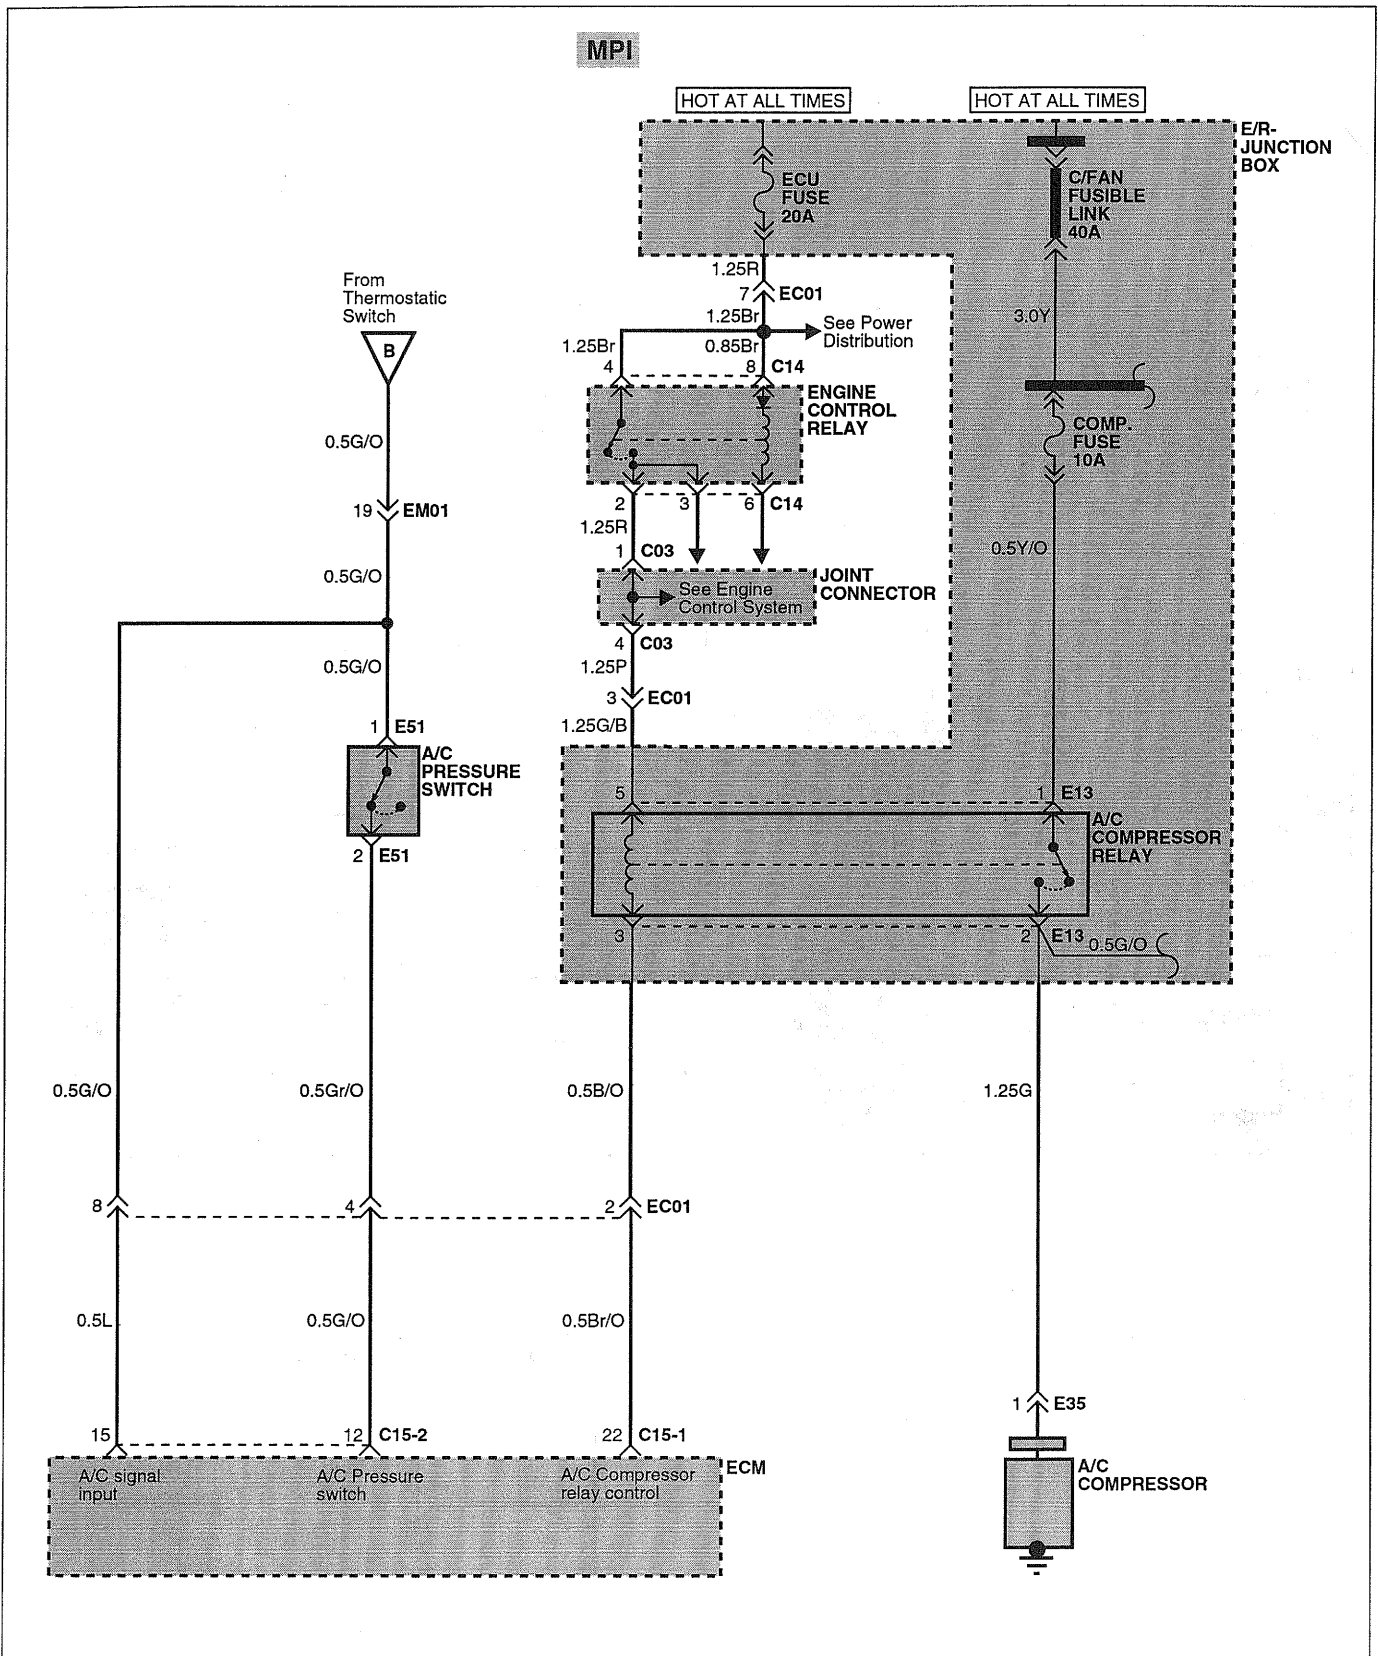 MPI
HOT AT ALL TIMES
HOT AT ALL TIMES
E/R-
JUNCTION
BOX
ECU
FUSE
20A
C/FAN
FUSIBLE
LINK
40A
1.25R
7
EC01
From
Thermostatic
Switch
B
1.25Br
See Power
Distribution
3.0Y
1.25Br
0.85Br
4
8
C14
ENGINE
CONTROL
RELAY
COMP.
FUSE
10A
0.5G/O
19
EM01
2
3
6
C14
1.25R
1
C03
0.5Y/O
0.5G/O
JOINT
CONNECTOR
See Engine
Control System
4
C03
0.5G/O
1.25P
3
EC01
1
E51
1.25G/B
A/C
PRESSURE
SWITCH
5
1
E13
A/C
COMPRESSOR
RELAY
2
E51
3
2
E13
0.5G/O
0.5G/O
0.5Gr/O
0.5B/O
1.25G
8
4
2
EC01
0.5L
0.5G/O
0.5Br/O
1
E35
15
12
C15-2
22
C15-1
ECM
A/C signal
input
A/C Pressure
switch
A/C Compressor
relay control
A/C
COMPRESSOR